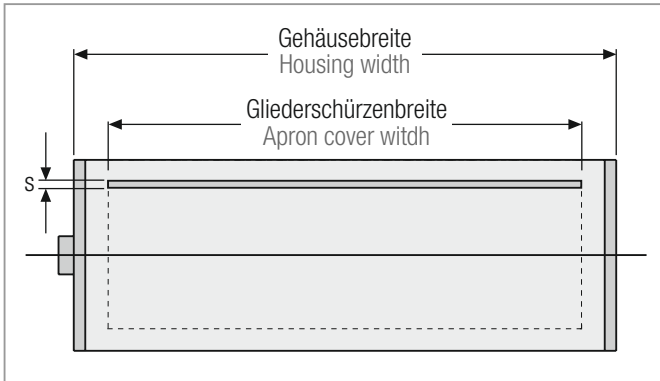 Gehäusebreite
Housing width
Gliederschürzenbreite
Apron cover witdh
s